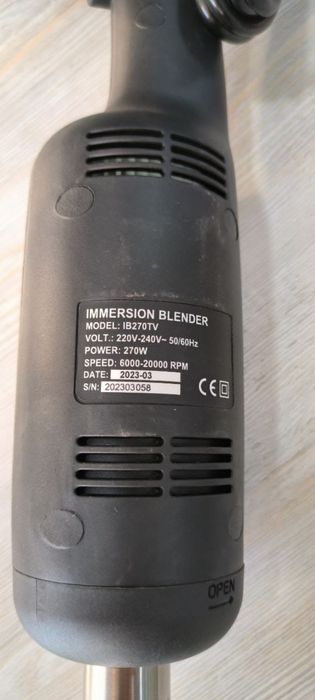 IMMERSION BLENDER
MODEL: IB270TV
VOLT.: 220V-240V~ 50/60Hz
POWER: 270W
SPEED: 6000-20000 RPM
DATE: 2023-03
S/N: 202303058
CE
OPEN